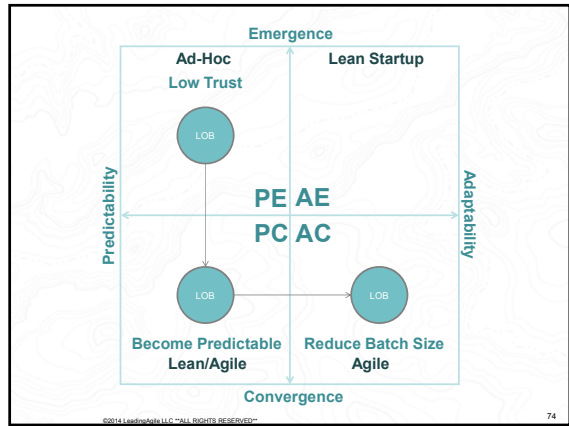 Emergence
Ad-Hoc
Lean Startup
Low Trust
LOB
Predictability
Adaptability
PE AE
PC AC
LOB
LOB
Become Predictable
Reduce Batch Size
Lean/Agile
Agile
Convergence
©2014 LeadingAgile LLC **ALL RIGHTS RESERVED**
74